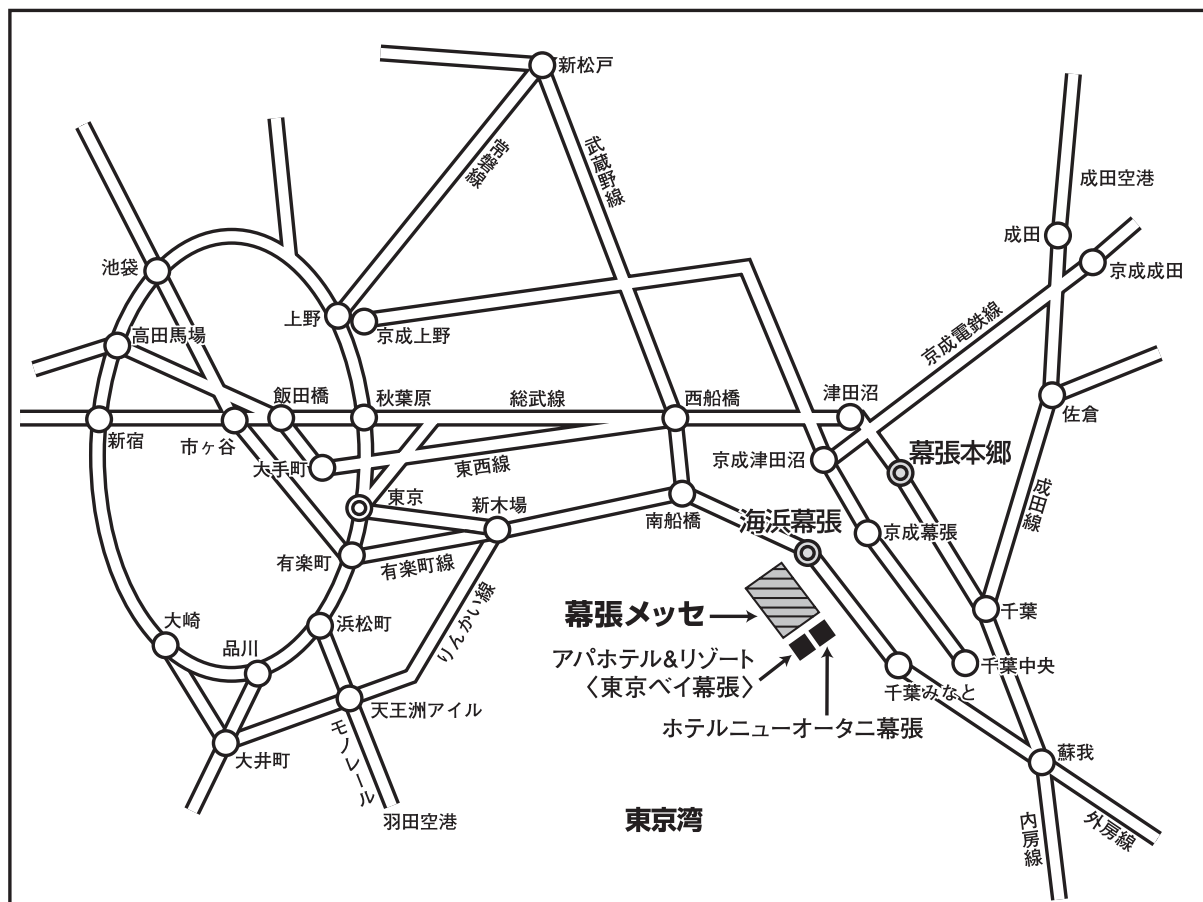 新松戸
常磐線
武蔵野線
成田空港
成田
京成成田
池袋
上野
京成上野
高田馬場
京成電鉄線
飯田橋
秋葉原
総武線
西船橋
津田沼
佐倉
新宿
市ヶ谷
大手町
東西線
京成津田沼
幕張本郷
成田線
東京
新木場
南船橋
海浜幕張
京成幕張
有楽町
有楽町線
りんかい線
幕張メッセ
千葉
大崎
品川
浜松町
アパホテル&リゾート
〈東京ベイ幕張〉
千葉中央
千葉みなと
天王洲アイル
ホテルニューオータニ幕張
大井町
モノレール
蘇我
羽田空港
東京湾
内房線
外房線